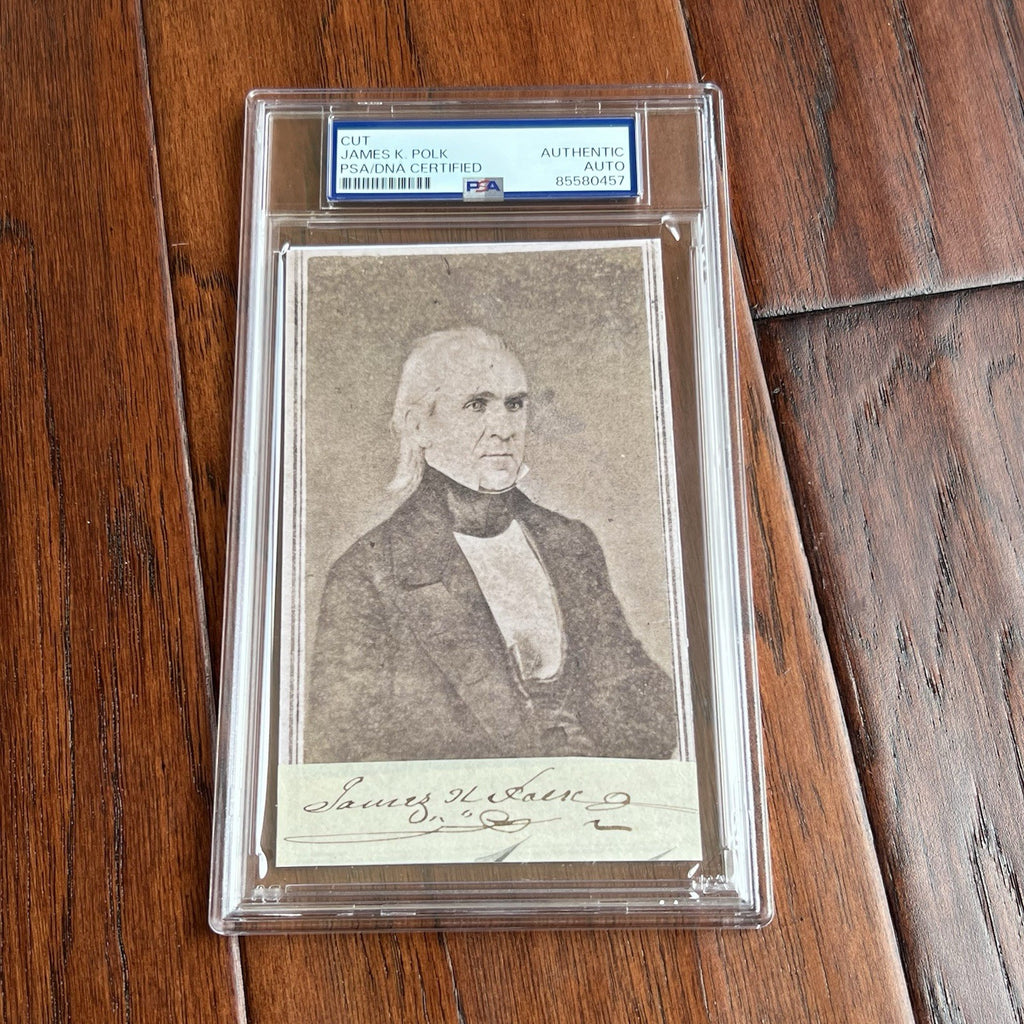 CUT
JAMES K. POLK
PSA/DNA CERTIFIED
AUTHENTIC
AUTO
85580457
PSA
James K Polk